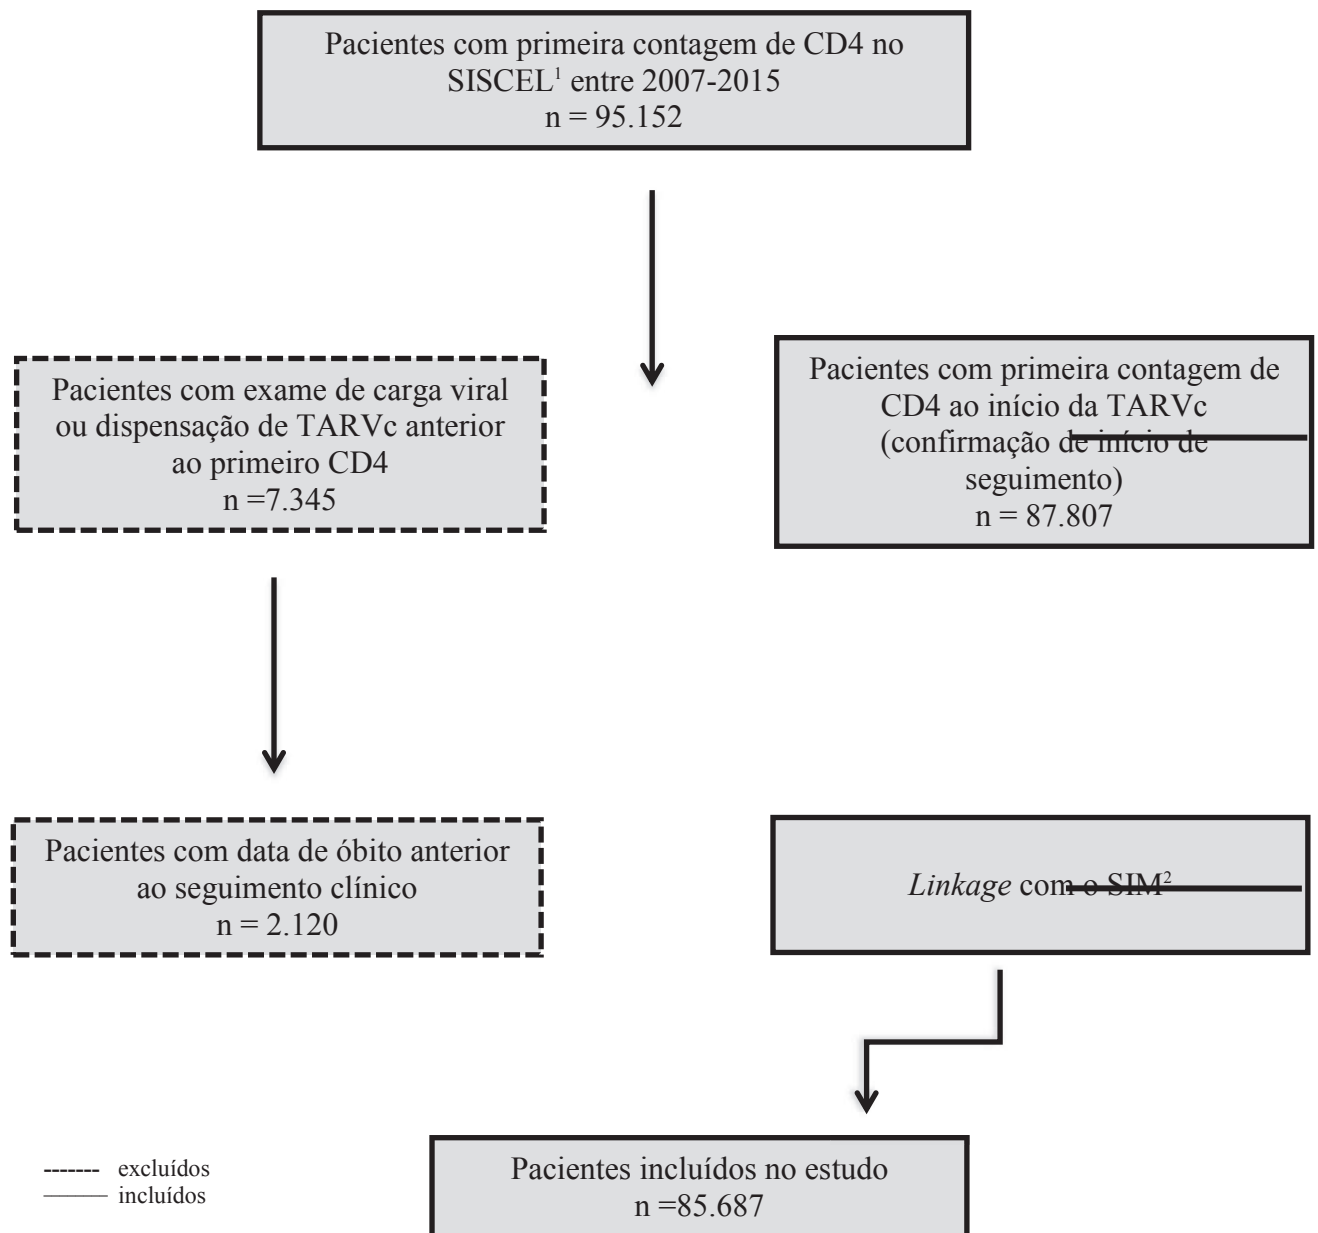 Pacientes com primeira contagem de CD4 no
SISCEL¹ entre 2007-2015
n = 95.152
Pacientes com exame de carga viral
ou dispensação de TARVc anterior
ao primeiro CD4
n =7.345
Pacientes com primeira contagem de
CD4 ao início da TARVc
(confirmação de início de
seguimento)
n = 87.807
Pacientes com data de óbito anterior
ao seguimento clínico
n = 2.120
Linkage com o SIM²
Pacientes incluídos no estudo
n =85.687
------- excluídos
——— incluídos